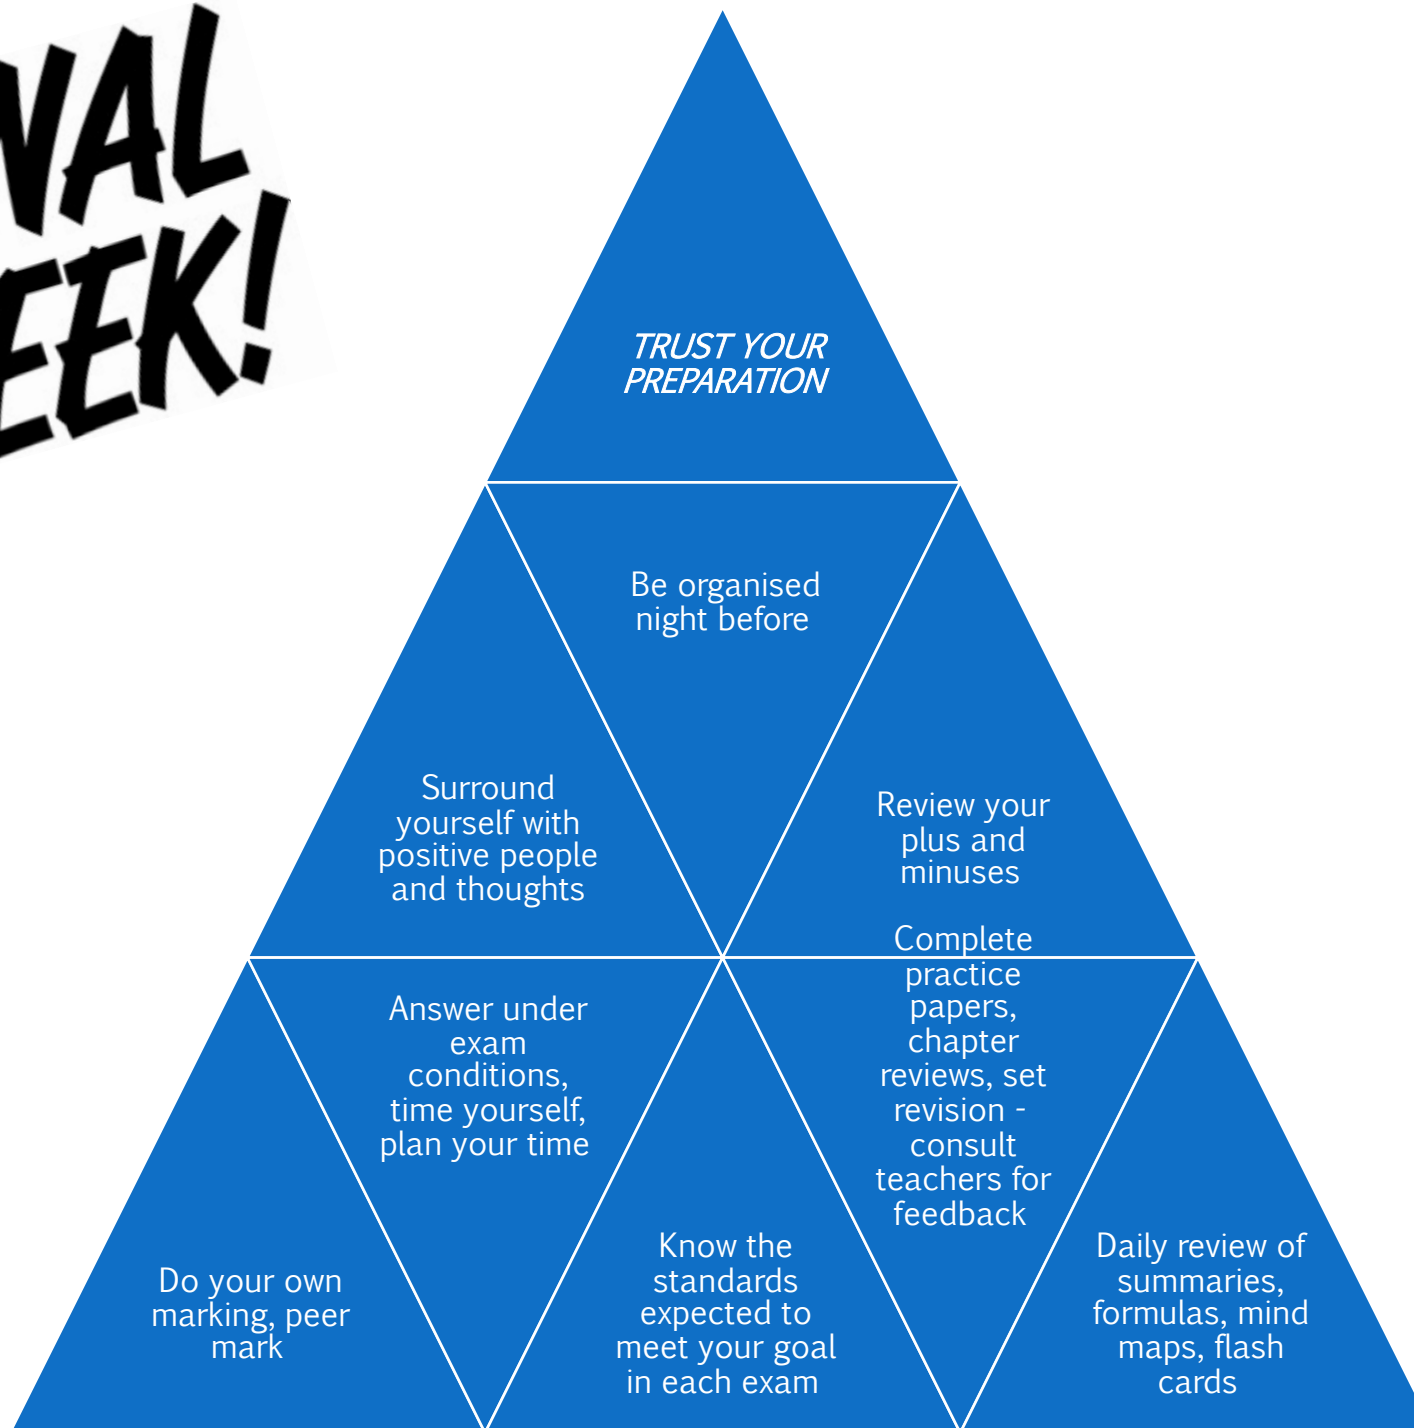 EEK!
TRUST YOUR
PREPARATION
Be organised
night before
Surround
yourself with
positive people
and thoughts
Review your
plus and
minuses
Answer under
exam
conditions,
time yourself,
plan your time
Complete
practice
papers,
chapter
reviews, set
revision -
consult
teachers for
feedback
Do your own
marking, peer
mark
Know the
standards
expected to
meet your goal
in each exam
Daily review of
summaries,
formulas, mind
maps, flash
cards